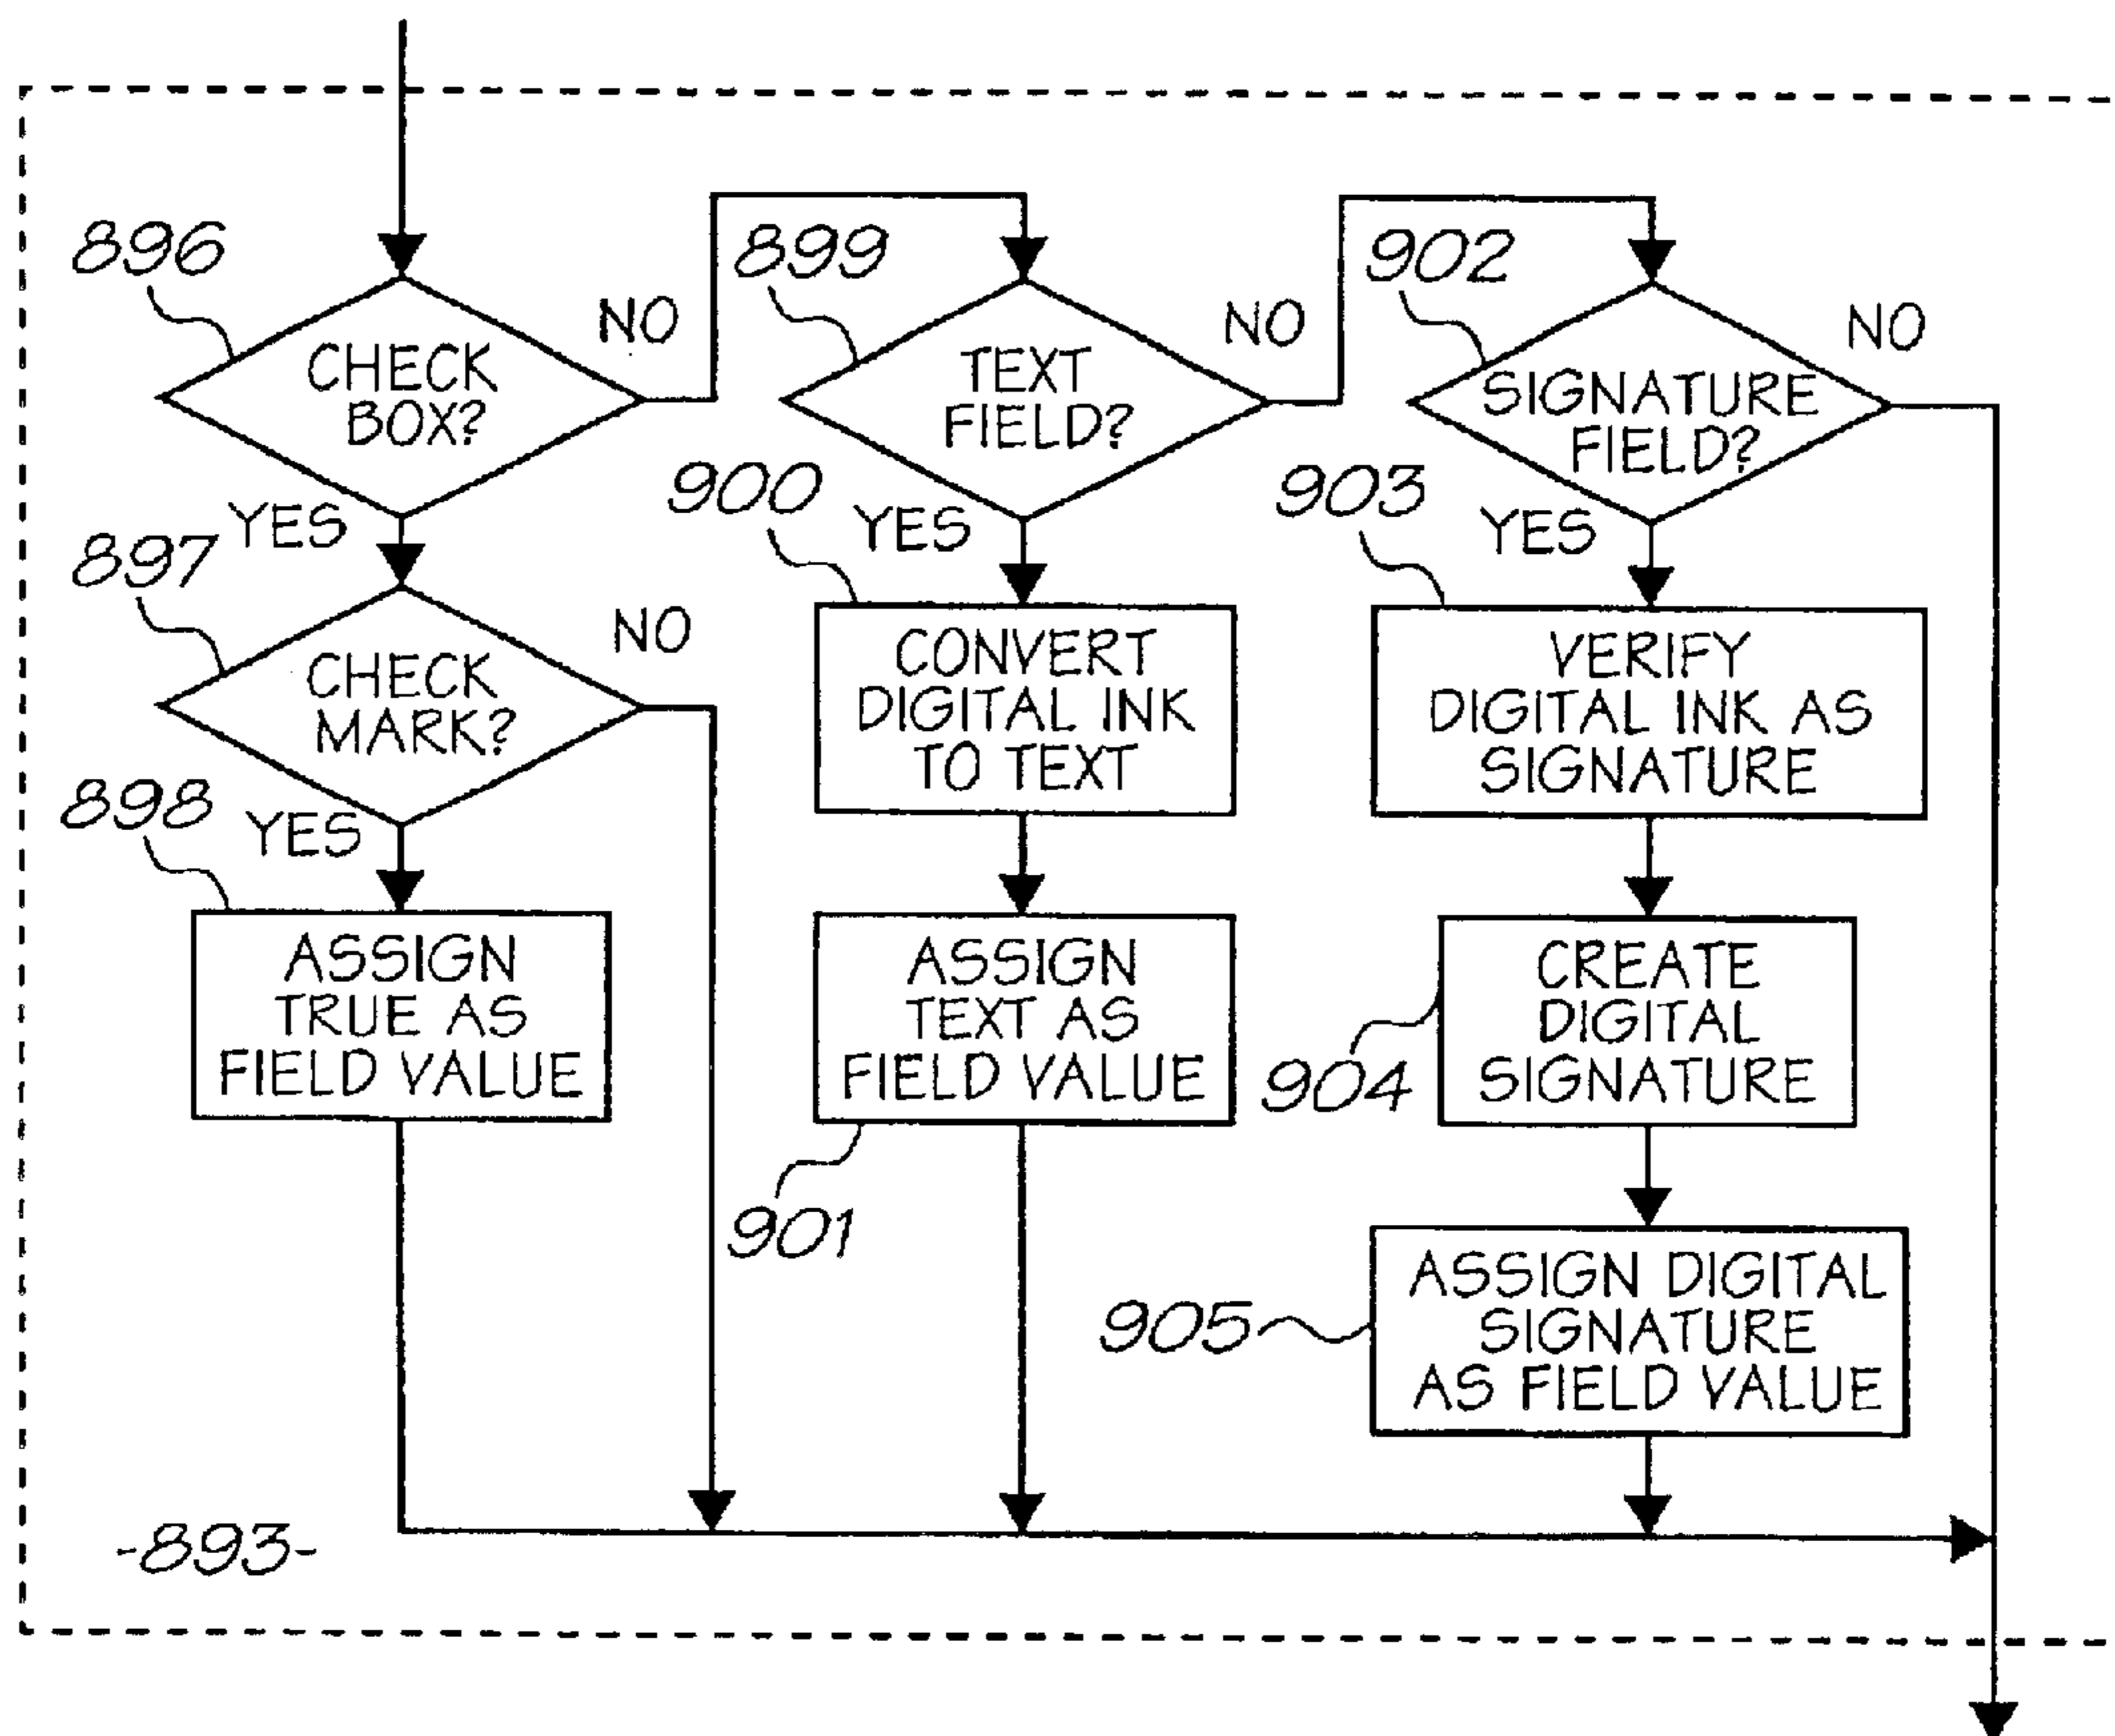 896
CHECK
BOX?
NO
YES
897
CHECK
MARK?
NO
YES
898
ASSIGN
TRUE AS
FIELD VALUE
899
TEXT
FIELD?
NO
YES
900
CONVERT
DIGITAL INK
TO TEXT
ASSIGN
TEXT AS
FIELD VALUE
901
902
SIGNATURE
FIELD?
NO
YES
903
VERIFY
DIGITAL INK AS
SIGNATURE
CREATE
DIGITAL
SIGNATURE
904
ASSIGN DIGITAL
SIGNATURE
AS FIELD VALUE
905
-893-